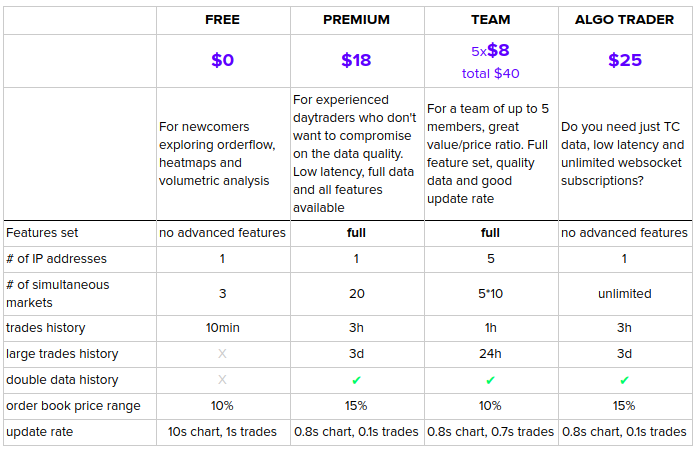 FREE PREMIUM TEAM ALGO TRADER
$0 $18 5x$8 $25
total $40
For newcomers
exploring orderflow,
heatmaps and
volumetric analysis
For experienced
daytraders who don't
want to compromise
on the data quality.
Low latency, full data
and all features
available
For a team of up to 5
members, great
value/price ratio. Full
feature set, quality
data and good
update rate
Do you need just TC
data, low latency and
unlimited websocket
subscriptions?
Features set no advanced features full full no advanced features
# of IP addresses 1 1 5 1
# of simultaneous
markets 3 20 5*10 unlimited
trades history 10min 3h 1h 3h
large trades history X 3d 24h 3d
double data history X ✔ ✔ ✔
order book price range 10% 15% 10% 15%
update rate 10s chart, 1s trades 0.8s chart, 0.1s trades 0.8s chart, 0.7s trades 0.8s chart, 0.1s trades